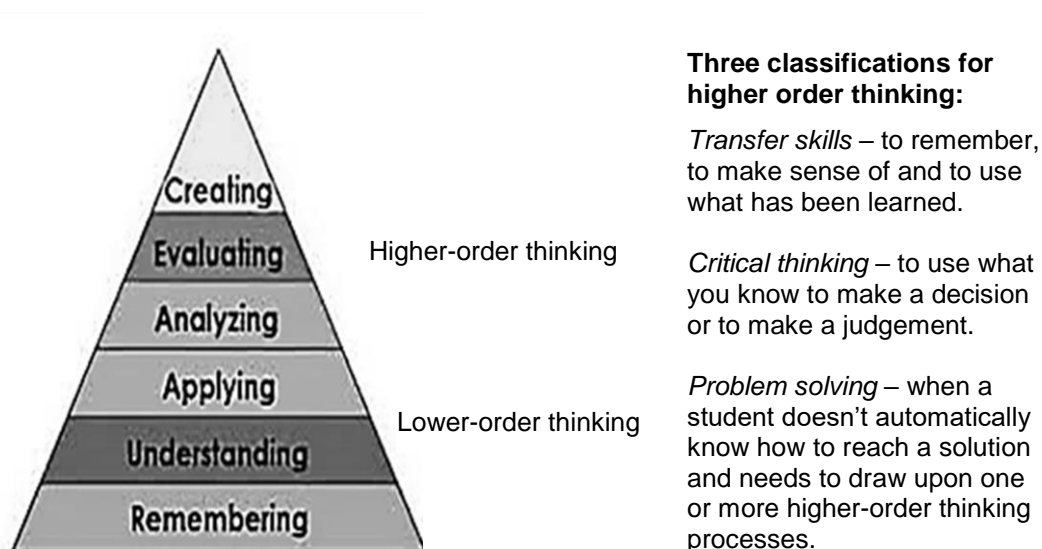 Creating
Evaluating
Analyzing
Applying
Understanding
Remembering
Higher-order thinking
Lower-order thinking
Three classifications for
higher order thinking:
Transfer skills – to remember,
to make sense of and to use
what has been learned.
Critical thinking – to use what
you know to make a decision
or to make a judgement.
Problem solving – when a
student doesn’t automatically
know how to reach a solution
and needs to draw upon one
or more higher-order thinking
processes.